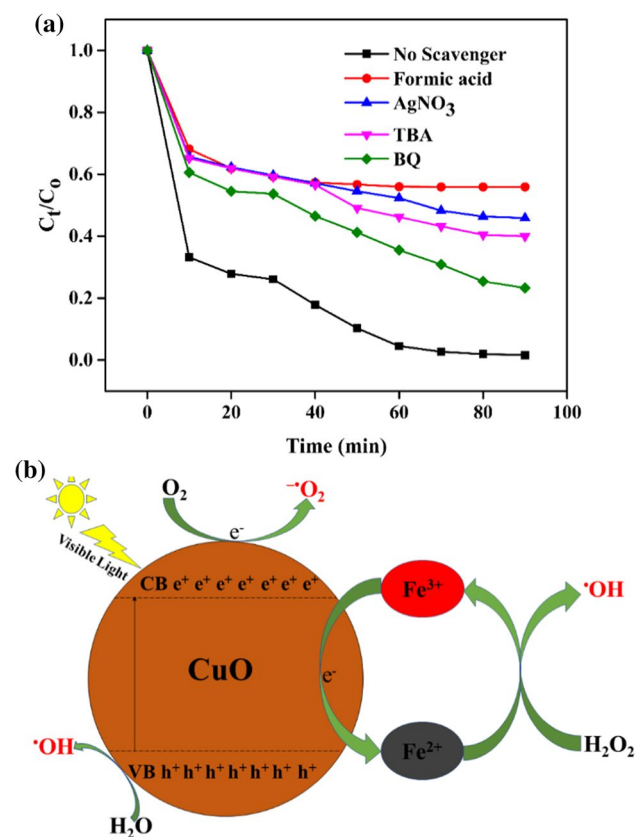 (a)
1.0
0.8
0.6
0.4
0.2
0.0
Cₜ/Cₒ
No Scavenger
Formic acid
AgNO₃
TBA
BQ
0 20 40 60 80 100
Time (min)
(b)
Visible Light
O₂
⁻•O₂
e⁻
CB e⁺ e⁺ e⁺ e⁺ e⁺ e⁺ e⁺
Fe³⁺
•OH
CuO
e⁻
Fe²⁺
H₂O₂
•OH
VB h⁺ h⁺ h⁺ h⁺ h⁺ h⁺ h⁺
H₂O